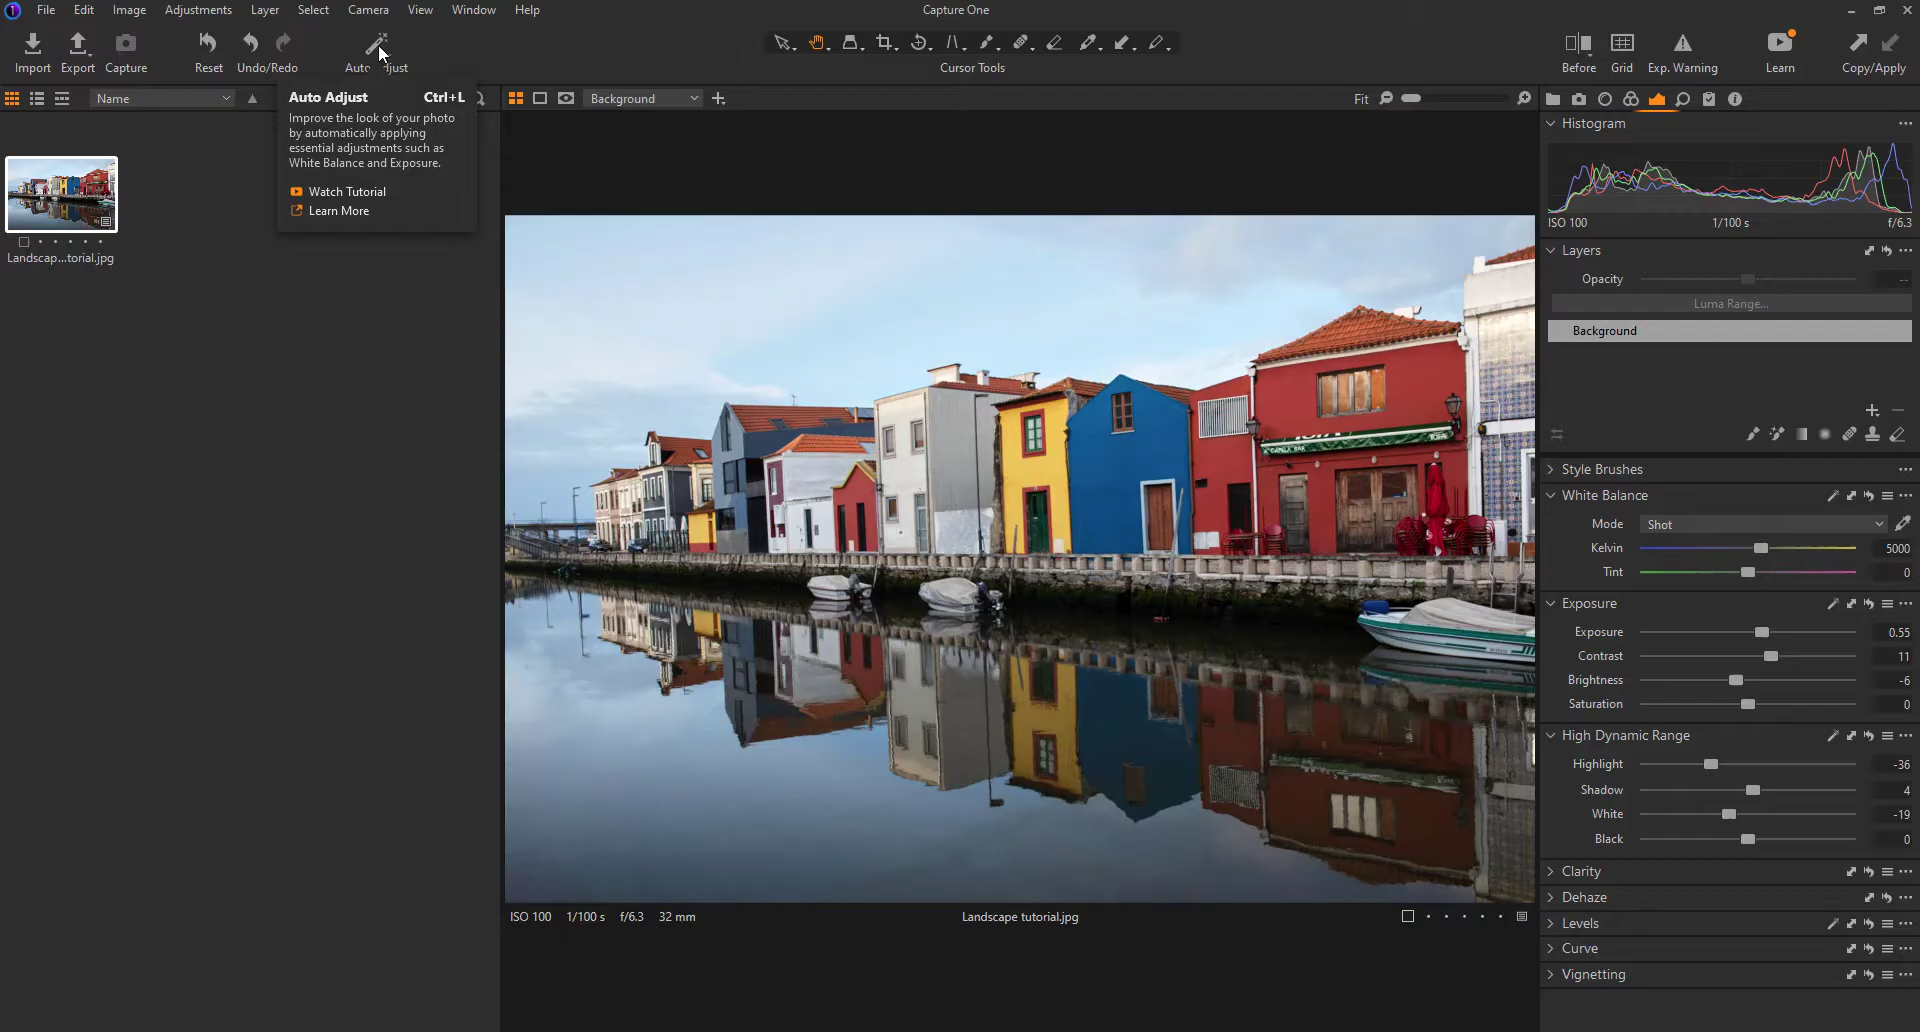 File Edit Image Adjustments Layer Select Camera View Window Help
Capture One
Import Export Capture Reset Undo/Redo Auto Adjust
Cursor Tools
Before Grid Exp. Warning Learn Copy/Apply
Name
Background
Fit
Auto Adjust Ctrl+L
Improve the look of your photo
by automatically applying
essential adjustments such as
White Balance and Exposure.
Watch Tutorial
Learn More
Landscap...torial.jpg
ISO 100 1/100 s f/6.3 32 mm
Landscape tutorial.jpg
Histogram
ISO 100 1/100 s f/6.3
Layers
Opacity --
Luma Range...
Background
Style Brushes
White Balance
Mode Shot
Kelvin 5000
Tint 0
Exposure
Exposure 0.55
Contrast 11
Brightness -6
Saturation 0
High Dynamic Range
Highlight -36
Shadow 4
White -19
Black 0
Clarity
Dehaze
Levels
Curve
Vignetting